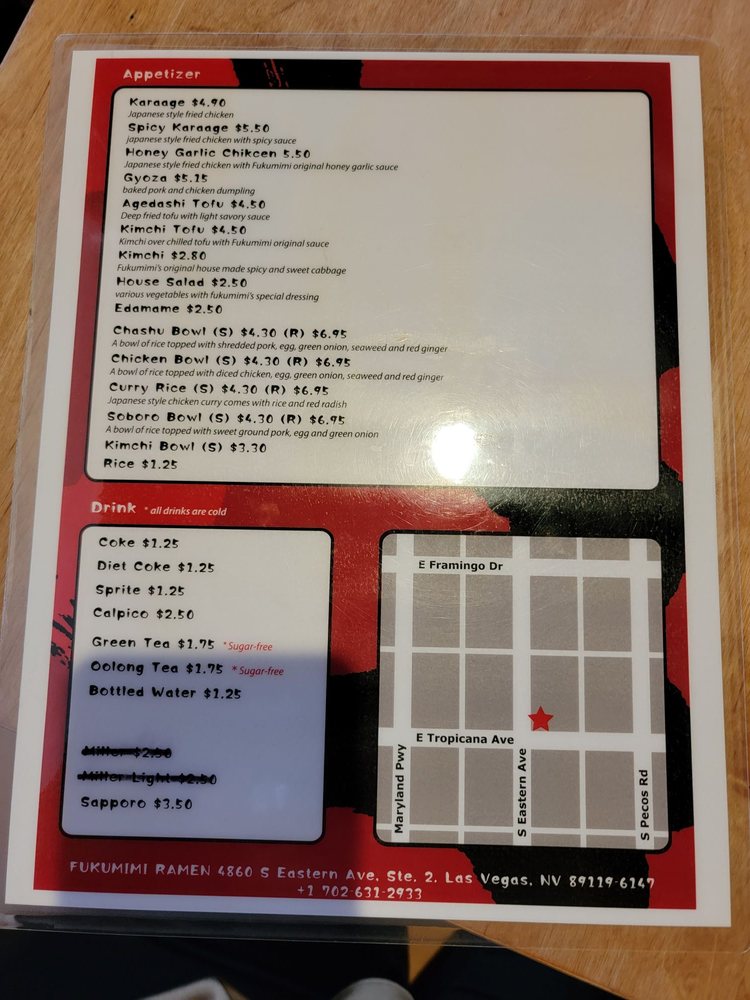 Appetizer
Karaage $4.90
Japanese style fried chicken
Spicy Karaage $5.50
japanese style fried chicken with spicy sauce
Honey Garlic Chikcen 5.50
Japanese style fried chicken with Fukumimi original honey garlic sauce
Gyoza $5.15
baked pork and chicken dumpling
Agedashi Tofu $4.50
Deep fried tofu with light savory sauce
Kimchi Tofu $4.50
Kimchi over chilled tofu with Fukumimi original sauce
Kimchi $2.80
Fukumimi's original house made spicy and sweet cabbage
House Salad $2.50
various vegetables with fukumimi's special dressing
Edamame $2.50
Chashu Bowl (S) $4.30 (R) $6.95
A bowl of rice topped with shredded pork, egg, green onion, seaweed and red ginger
Chicken Bowl (S) $4.30 (R) $6.95
A bowl of rice topped with diced chicken, egg, green onion, seaweed and red ginger
Curry Rice (S) $4.30 (R) $6.95
Japanese style chicken curry comes with rice and red radish
Soboro Bowl (S) $4.30 (R) $6.95
A bowl of rice topped with sweet ground pork, egg and green onion
Kimchi Bowl (S) $3.30
Rice $1.25
Drink * all drinks are cold
Coke $1.25
Diet Coke $1.25
Sprite $1.25
Calpico $2.50
Green Tea $1.75 * Sugar-free
Oolong Tea $1.75 * Sugar-free
Bottled Water $1.25
Miller $2.50
Miller Light $2.50
Sapporo $3.50
E Framingo Dr
E Tropicana Ave
Maryland Pwy
S Eastern Ave
S Pecos Rd
FUKUMIMI RAMEN 4860 S Eastern Ave, Ste. 2, Las Vegas, NV 89119-6147
+1 702-631-2933